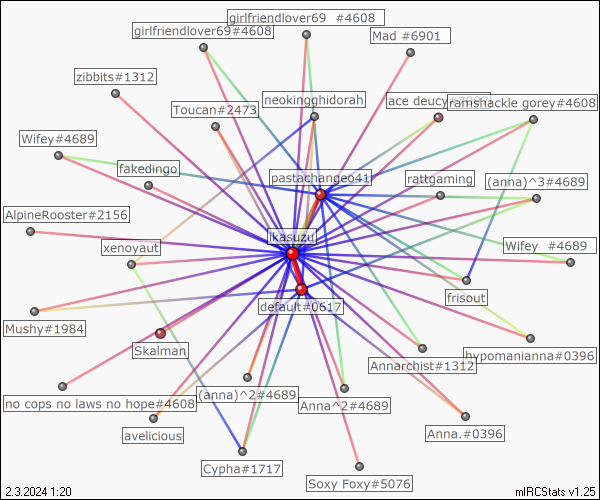 girlfriendlover69 #4608
girlfriendlover69#4608
Mad #6901
zibbits#1312
neokingghidorah
ace deucy
ramshackle gorey#4608
Toucan#2473
Wifey#4689
fakedingo
pastachange041
rattgaming
(anna)^3#4689
AlpineRooster#2156
lkasuzu
xenoyaut
Wifey #4689
frisout
default#0617
Mushy#1984
Skalman
hypomanianna#0396
Annarchist#1312
no cops no laws no hope#4608
(anna)^2#4689
Anna^2#4689
avelicious
Anna.#0396
Cypha#1717
Soxy Foxy#5076
2.3.2024 1:20
mIRCStats v1.25